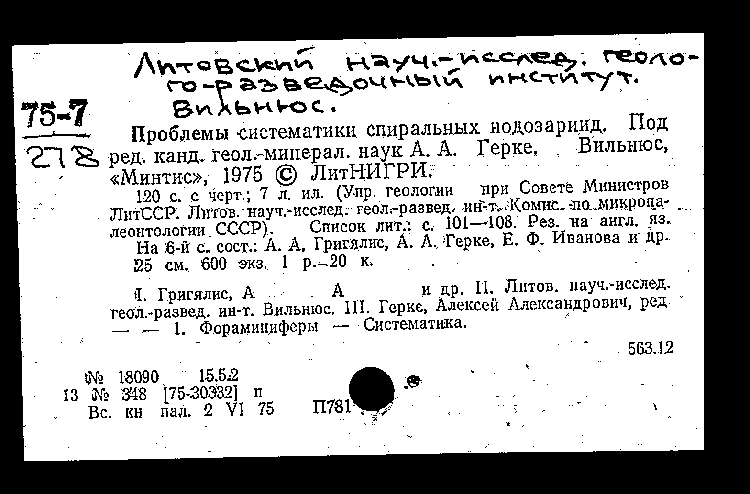 Литовский науч.-исслед. геоло-
го-разведочный институт.
Вильнюс.
75-7
278
Проблемы систематики спиральных нодозариид. Под
ред. канд. геол.-минерал. наук А. А. Герке. Вильнюс,
«Минтис», 1975 © ЛитНИГРИ.
120 с. с черт.; 7 л. ил. (Упр. геологии при Совете Министров
ЛитССР. Литов. науч.-исслед. геол.-развед. ин-т. Комис. по микропа-
леонтологии СССР). Список лит.: с. 101—108. Рез. на англ. яз.
На 6-й с. сост.: А. А. Григялис, А. А. Герке, Е. Ф. Иванова и др.
25 см. 600 экз. 1 р. 20 к.
I. Григялис, А А и др. II. Литов. науч.-исслед.
геол.-развед. ин-т. Вильнюс. III. Герке, Алексей Александрович, ред.
— — 1. Фораминиферы — Систематика.
563.12
№ 18090 15.5.2
13 № 348 [75-30332] п
Вс. кн пал. 2 VI 75 П781